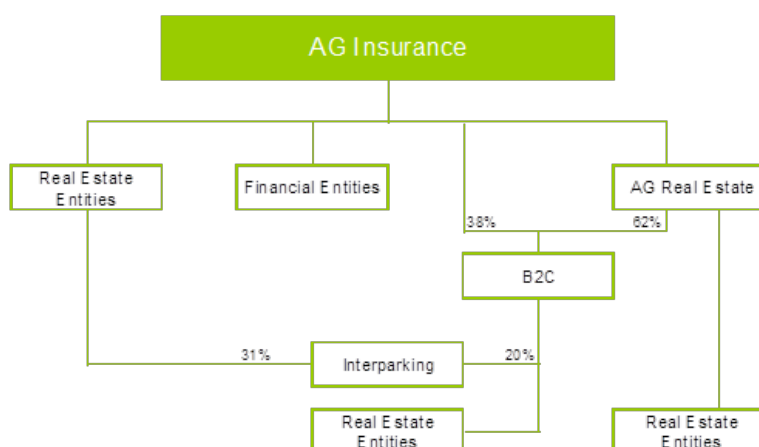 AG Insurance
Real Estate
Entities
Financial Entities
AG Real Estate
38%
62%
B2C
31%
Interparking
20%
Real Estate
Entities
Real Estate
Entities